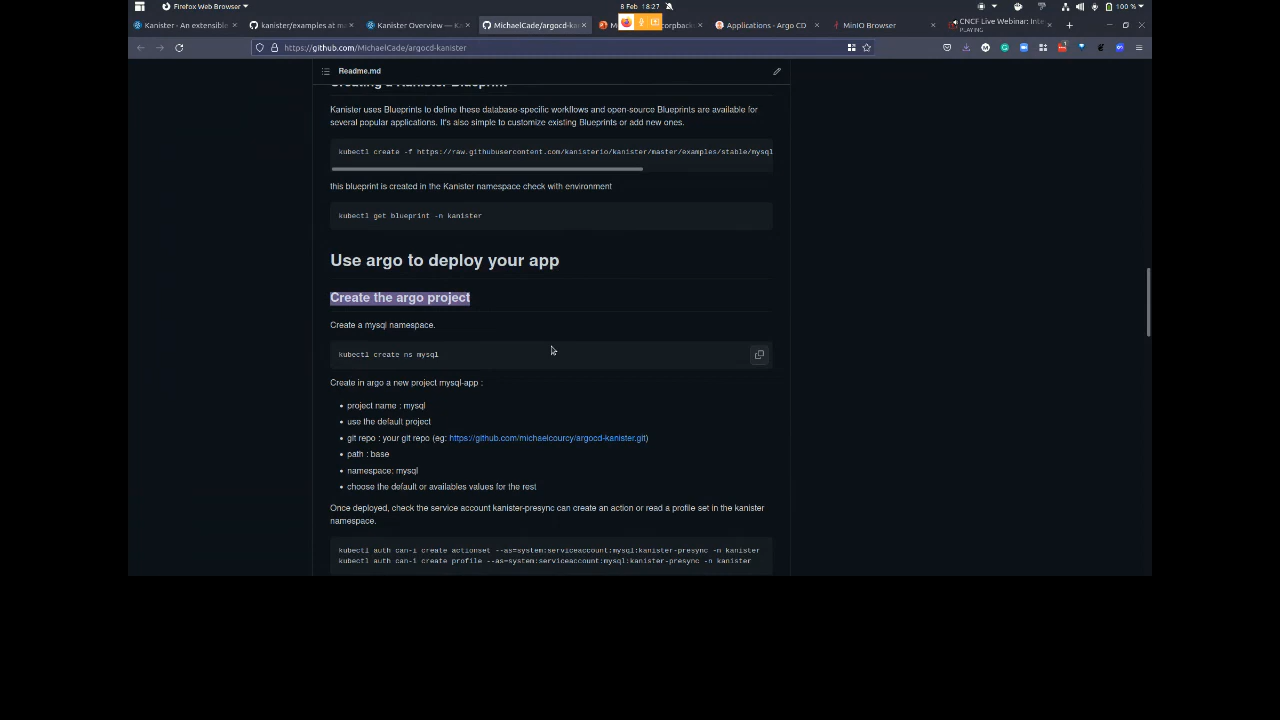 Firefox Web Browser
8 Feb. 18:27
100 %
Kanister - An extensible
kanister/examples at ma
Kanister Overview — Ka
MichaelCade/argocd-ka
corpback
Applications - Argo CD
MinIO Browser
CNCF Live Webinar: Inte
PLAYING
https://github.com/MichaelCade/argocd-kanister
Readme.md
Creating a Kanister Blueprint
Kanister uses Blueprints to define these database-specific workflows and open-source Blueprints are available for
several popular applications. It's also simple to customize existing Blueprints or add new ones.
kubectl create -f https://raw.githubusercontent.com/kanisterio/kanister/master/examples/stable/mysql
this blueprint is created in the Kanister namespace check with environment
kubectl get blueprint -n kanister
Use argo to deploy your app
Create the argo project
Create a mysql namespace.
kubectl create ns mysql
Create in argo a new project mysql-app :
• project name : mysql
• use the default project
• git repo : your git repo (eg: https://github.com/michaelcourcy/argocd-kanister.git)
• path : base
• namespace: mysql
• choose the default or availables values for the rest
Once deployed, check the service account kanister-presync can create an action or read a profile set in the kanister
namespace.
kubectl auth can-i create actionset --as=system:serviceaccount:mysql:kanister-presync -n kanister
kubectl auth can-i create profile --as=system:serviceaccount:mysql:kanister-presync -n kanister